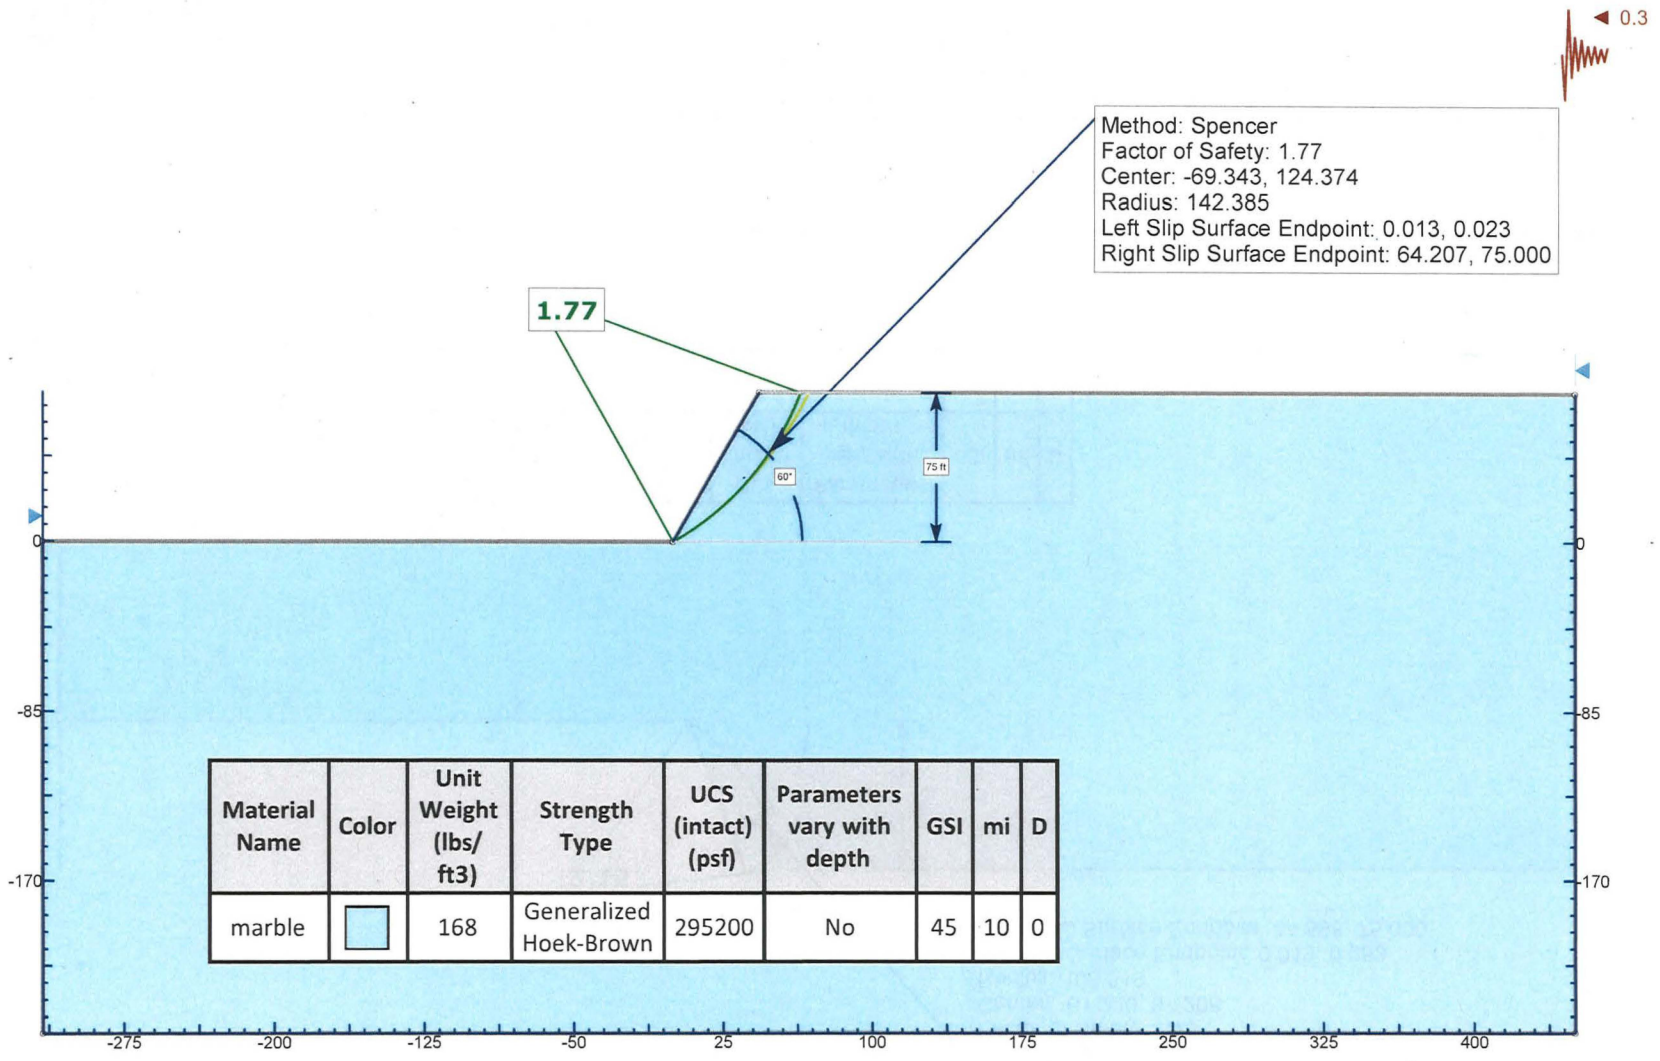 0.3
Method: Spencer
Factor of Safety: 1.77
Center: -69.343, 124.374
Radius: 142.385
Left Slip Surface Endpoint: 0.013, 0.023
Right Slip Surface Endpoint: 64.207, 75.000
1.77
75 ft
60°
0
0
-85
-85
-170
-170
Material Name
Color
Unit Weight (lbs/ ft3)
Strength Type
UCS (intact) (psf)
Parameters vary with depth
GSI
mi
D
marble
168
Generalized Hoek-Brown
295200
No
45
10
0
-275
-200
-125
-50
25
100
175
250
325
400